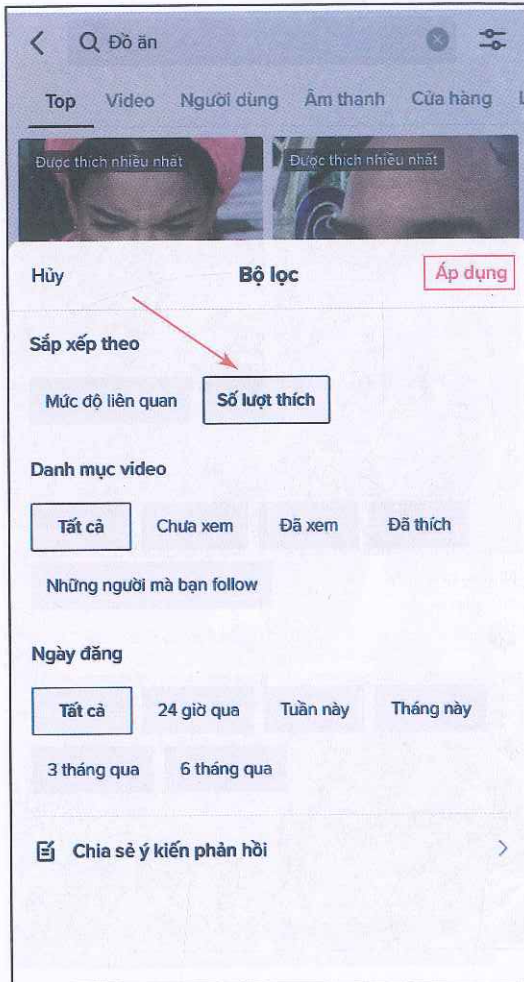 Đồ ăn
Top Video Người dùng Âm thanh Cửa hàng L
Được thích nhiều nhất Được thích nhiều nhất
Hủy Bộ lọc Áp dụng
Sắp xếp theo
Mức độ liên quan Số lượt thích
Danh mục video
Tất cả Chưa xem Đã xem Đã thích
Những người mà bạn follow
Ngày đăng
Tất cả 24 giờ qua Tuần này Tháng này
3 tháng qua 6 tháng qua
Chia sẻ ý kiến phản hồi